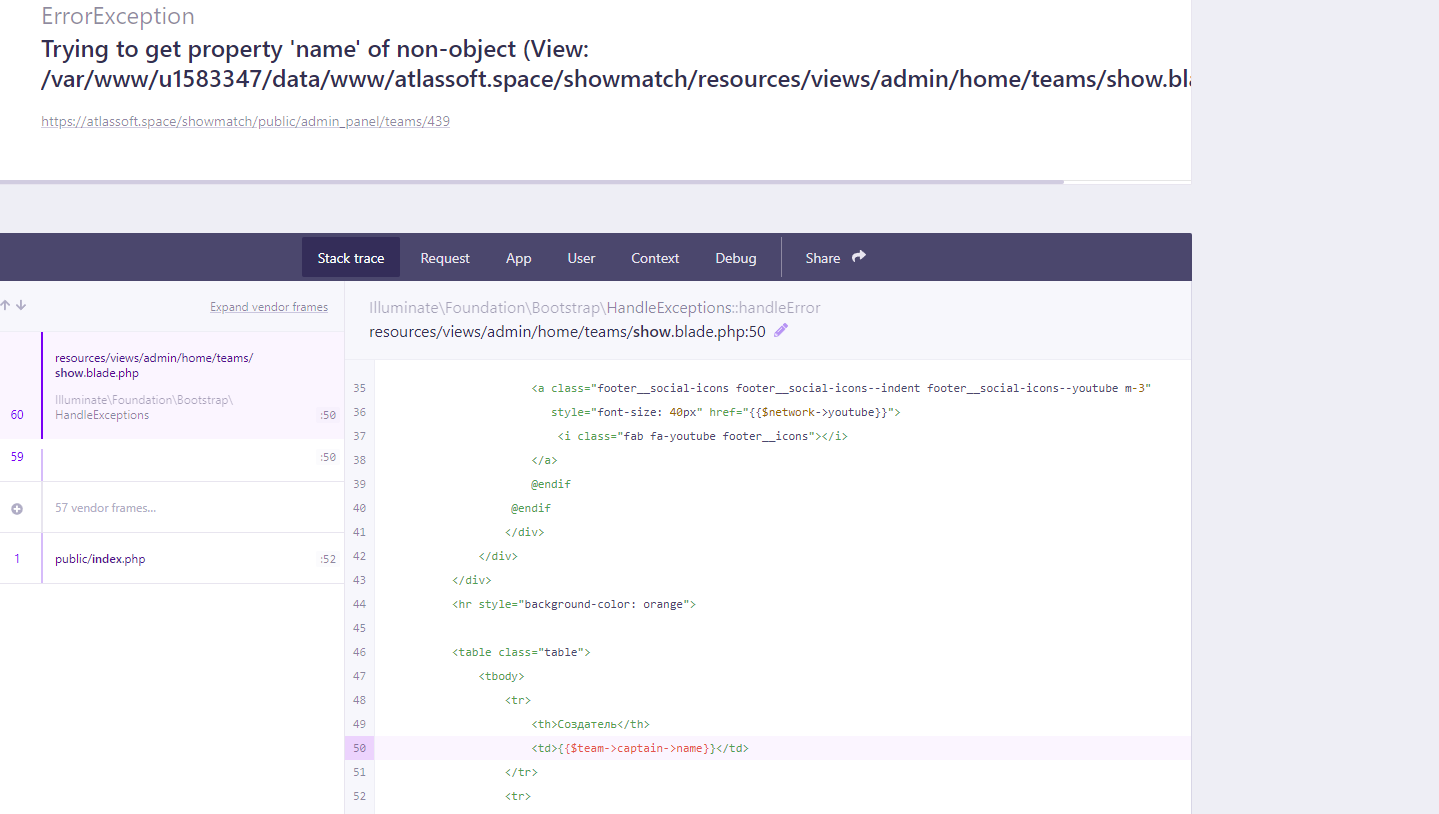 ErrorException
Trying to get property 'name' of non-object (View:
/var/www/u1583347/data/www/atlassoft.space/showmatch/resources/views/admin/home/teams/show.bla
https://atlassoft.space/showmatch/public/admin_panel/teams/439
Stack trace Request App User Context Debug Share
Expand vendor frames
resources/views/admin/home/teams/
show.blade.php
Illuminate\Foundation\Bootstrap\
60 HandleExceptions :50
59 :50
57 vendor frames...
1 public/index.php :52
Illuminate\Foundation\Bootstrap\HandleExceptions::handleError
resources/views/admin/home/teams/show.blade.php:50
35 <a class="footer__social-icons footer__social-icons--indent footer__social-icons--youtube m-3"
36 style="font-size: 40px" href="{{$network->youtube}}">
37 <i class="fab fa-youtube footer__icons"></i>
38 </a>
39 @endif
40 @endif
41 </div>
42 </div>
43 </div>
44 <hr style="background-color: orange">
45
46 <table class="table">
47 <tbody>
48 <tr>
49 <th>Создатель</th>
50 <td>{{$team->captain->name}}</td>
51 </tr>
52 <tr>